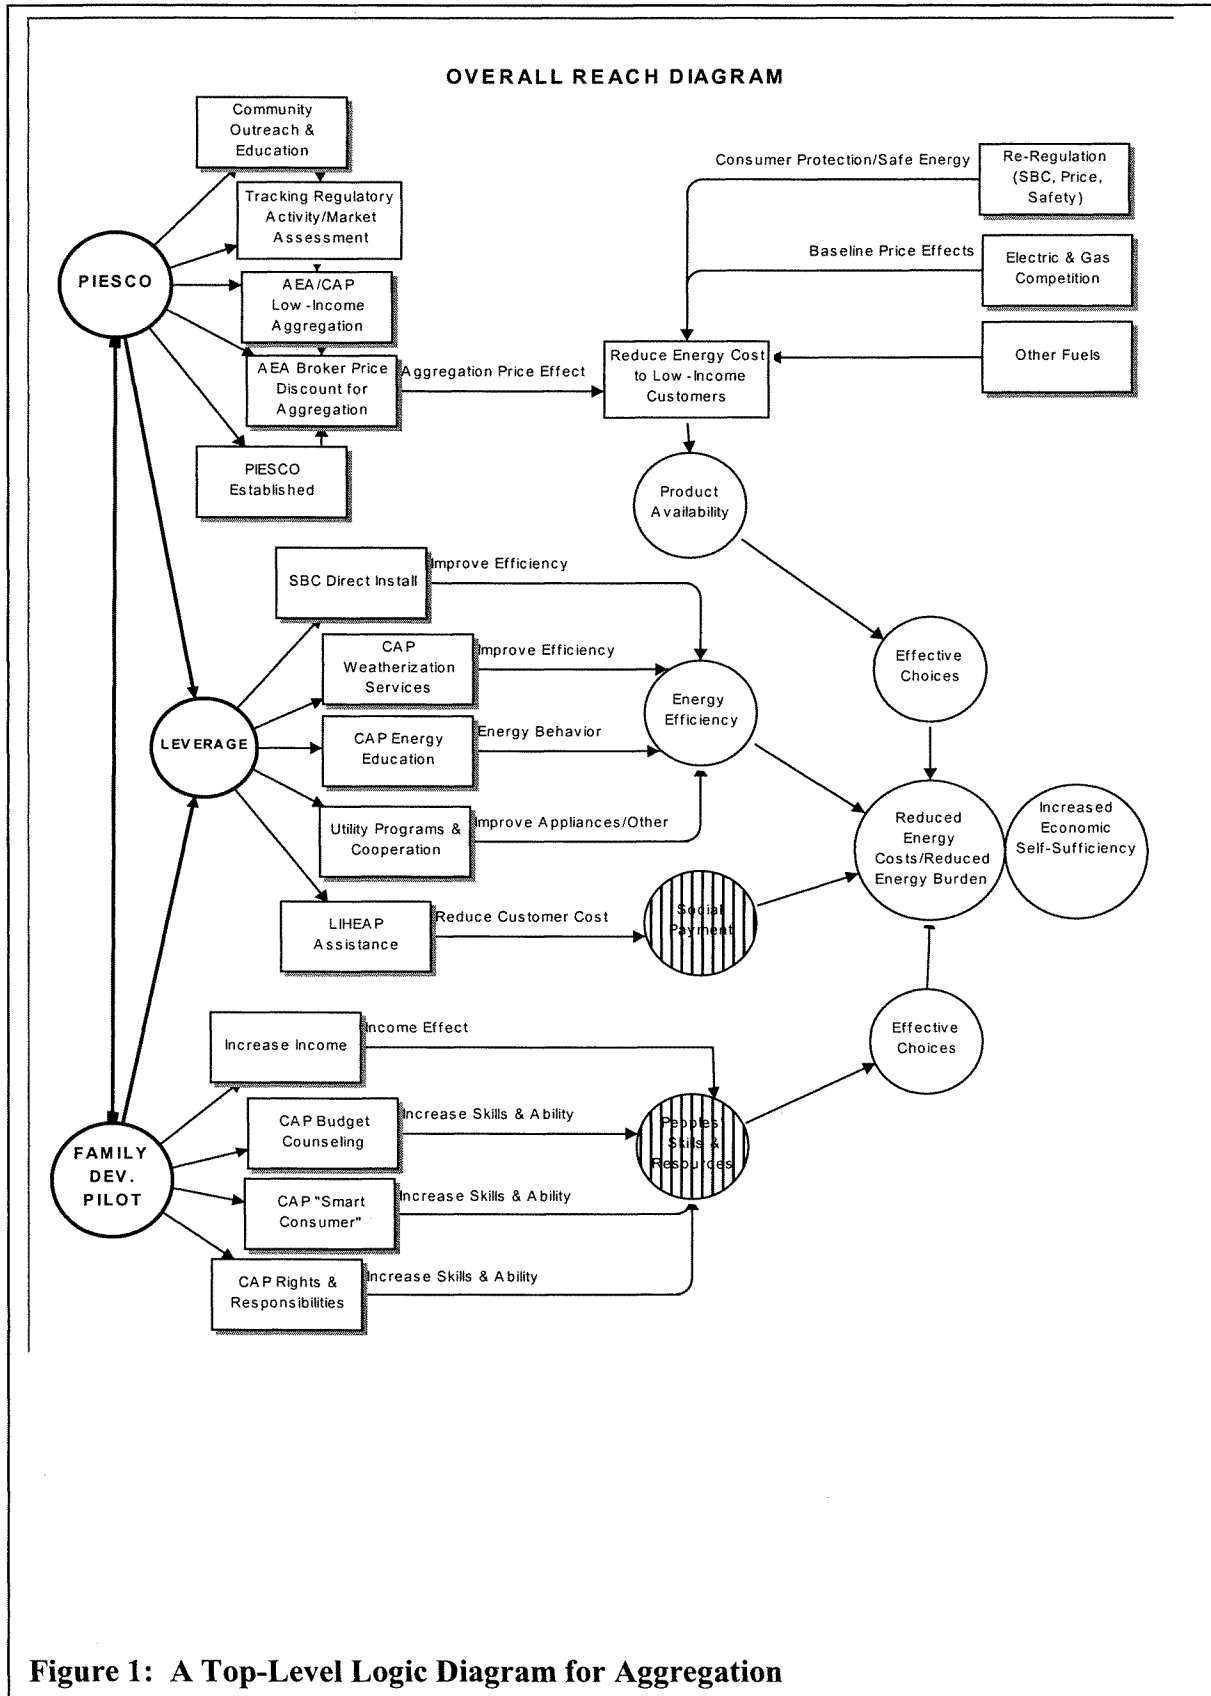 OVERALL REACH DIAGRAM
Community
Outreach &
Education
Tracking Regulatory
Activity/Market
Assessment
PIESCO
AEA/CAP
Low-Income
Aggregation
AEA Broker Price
Discount for
Aggregation
PIESCO
Established
Aggregation Price Effect
Consumer Protection/Safe Energy
Re-Regulation
(SBC, Price,
Safety)
Baseline Price Effects
Electric & Gas
Competition
Other Fuels
Reduce Energy Cost
to Low-Income
Customers
Product
Availability
Effective
Choices
SBC Direct Install
Improve Efficiency
CAP
Weatherization
Services
Improve Efficiency
LEVERAGE
CAP Energy
Education
Energy Behavior
Energy
Efficiency
Utility Programs &
Cooperation
Improve Appliances/Other
LIHEAP
Assistance
Reduce Customer Cost
Social
Payment
Reduced
Energy
Costs/Reduced
Energy Burden
Increased
Economic
Self-Sufficiency
Increase Income
Income Effect
FAMILY
DEV.
PILOT
CAP Budget
Counseling
Increase Skills & Ability
CAP "Smart
Consumer"
Increase Skills & Ability
CAP Rights &
Responsibilities
Increase Skills & Ability
Peoples'
Skills &
Resources
Effective
Choices
Figure 1: A Top-Level Logic Diagram for Aggregation